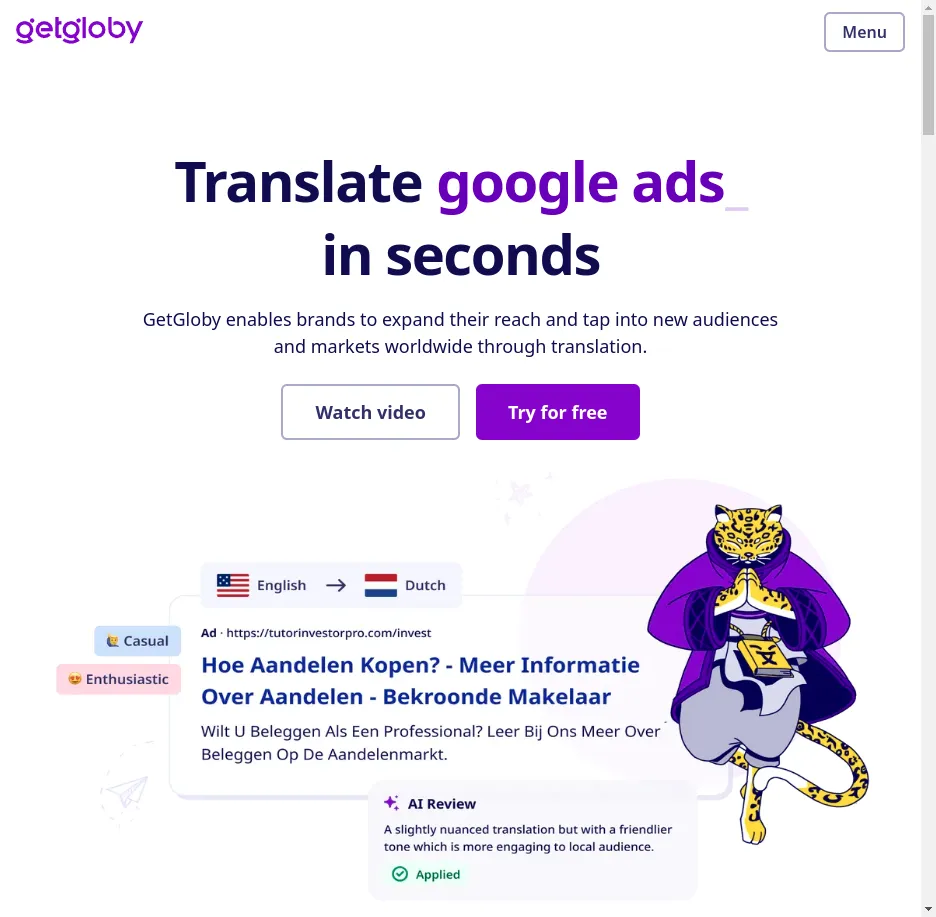 getgloby
Menu
Translate google ads_
in seconds
GetGloby enables brands to expand their reach and tap into new audiences
and markets worldwide through translation.
Watch video
Try for free
English → Dutch
Ad · https://tutorinvestorpro.com/invest
Casual
Hoe Aandelen Kopen? - Meer Informatie
Enthusiastic
Over Aandelen - Bekroonde Makelaar
Wilt U Beleggen Als Een Professional? Leer Bij Ons Meer Over
Beleggen Op De Aandelenmarkt.
AI Review
A slightly nuanced translation but with a friendlier
tone which is more engaging to local audience.
Applied